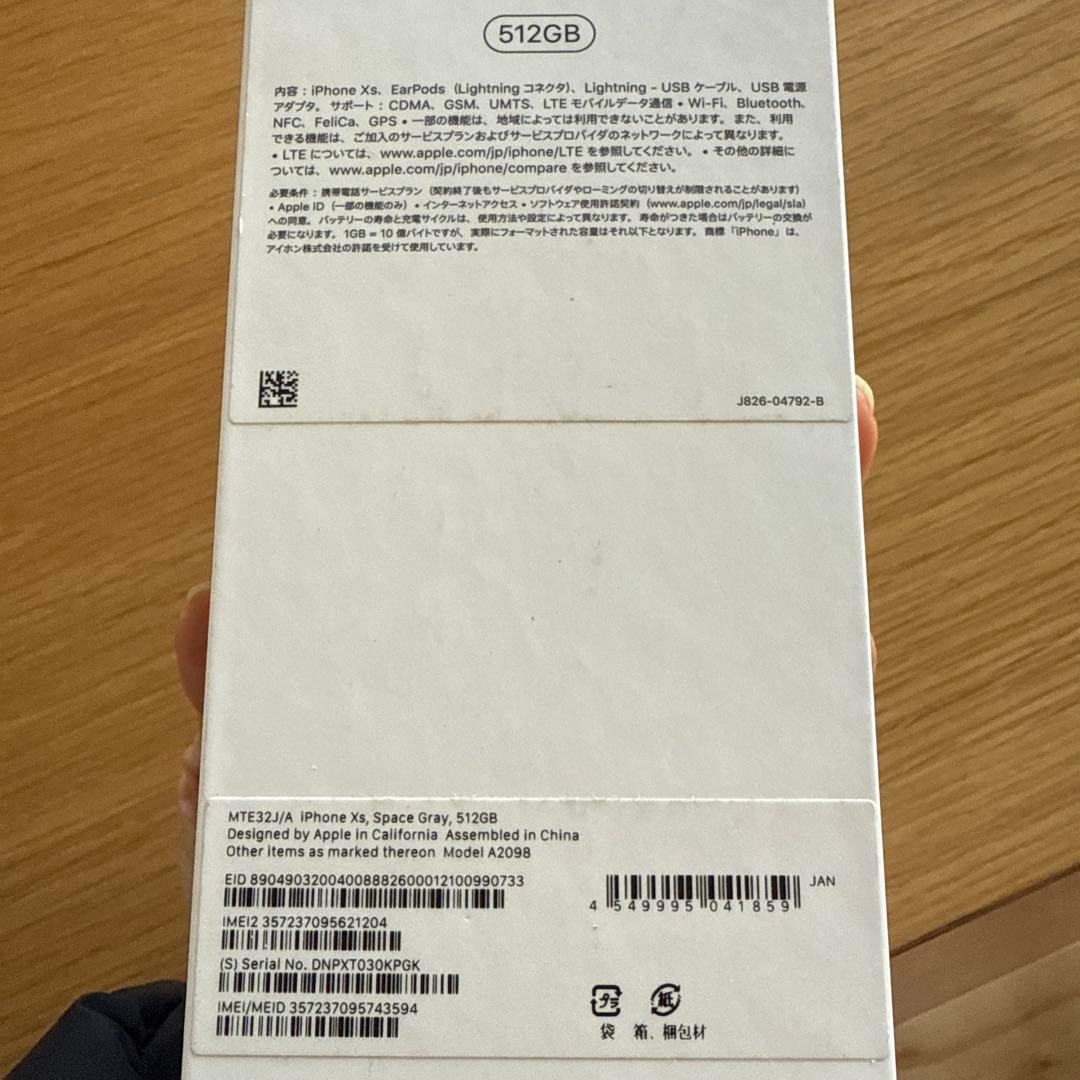 512GB
内容：iPhone Xs、EarPods（Lightning コネクタ）、Lightning - USB ケーブル、USB 電源
アダプタ。サポート：CDMA、GSM、UMTS、LTE モバイルデータ通信 • Wi-Fi、Bluetooth、
NFC、FeliCa、GPS • 一部の機能は、地域によっては利用できないことがあります。また、利用
できる機能は、ご加入のサービスプランおよびサービスプロバイダのネットワークによって異なります。
• LTE については、www.apple.com/jp/iphone/LTE を参照してください。 • その他の詳細に
ついては、www.apple.com/jp/iphone/compare を参照してください。
必要条件：携帯電話サービスプラン（契約終了後もサービスプロバイダやローミングの切り替えが制限されることがあります）
• Apple ID（一部の機能のみ）• インターネットアクセス • ソフトウェア使用許諾契約（www.apple.com/jp/legal/sla）
への同意。バッテリーの寿命と充電サイクルは、使用方法や設定によって異なります。寿命がつきた場合はバッテリーの交換が
必要になります。1GB = 10 億バイトですが、実際にフォーマットされた容量はそれ以下となります。商標「iPhone」は、
アイホン株式会社の許諾を受けて使用しています。
J826-04792-B
MTE32J/A iPhone Xs, Space Gray, 512GB
Designed by Apple in California Assembled in China
Other items as marked thereon Model A2098
EID 89049032004008882600012100990733
JAN
4 549995 041859
IMEI2 357237095621204
(S) Serial No. DNPXT030KPGK
IMEI/MEID 357237095743594
プラ 紙
袋 箱、梱包材